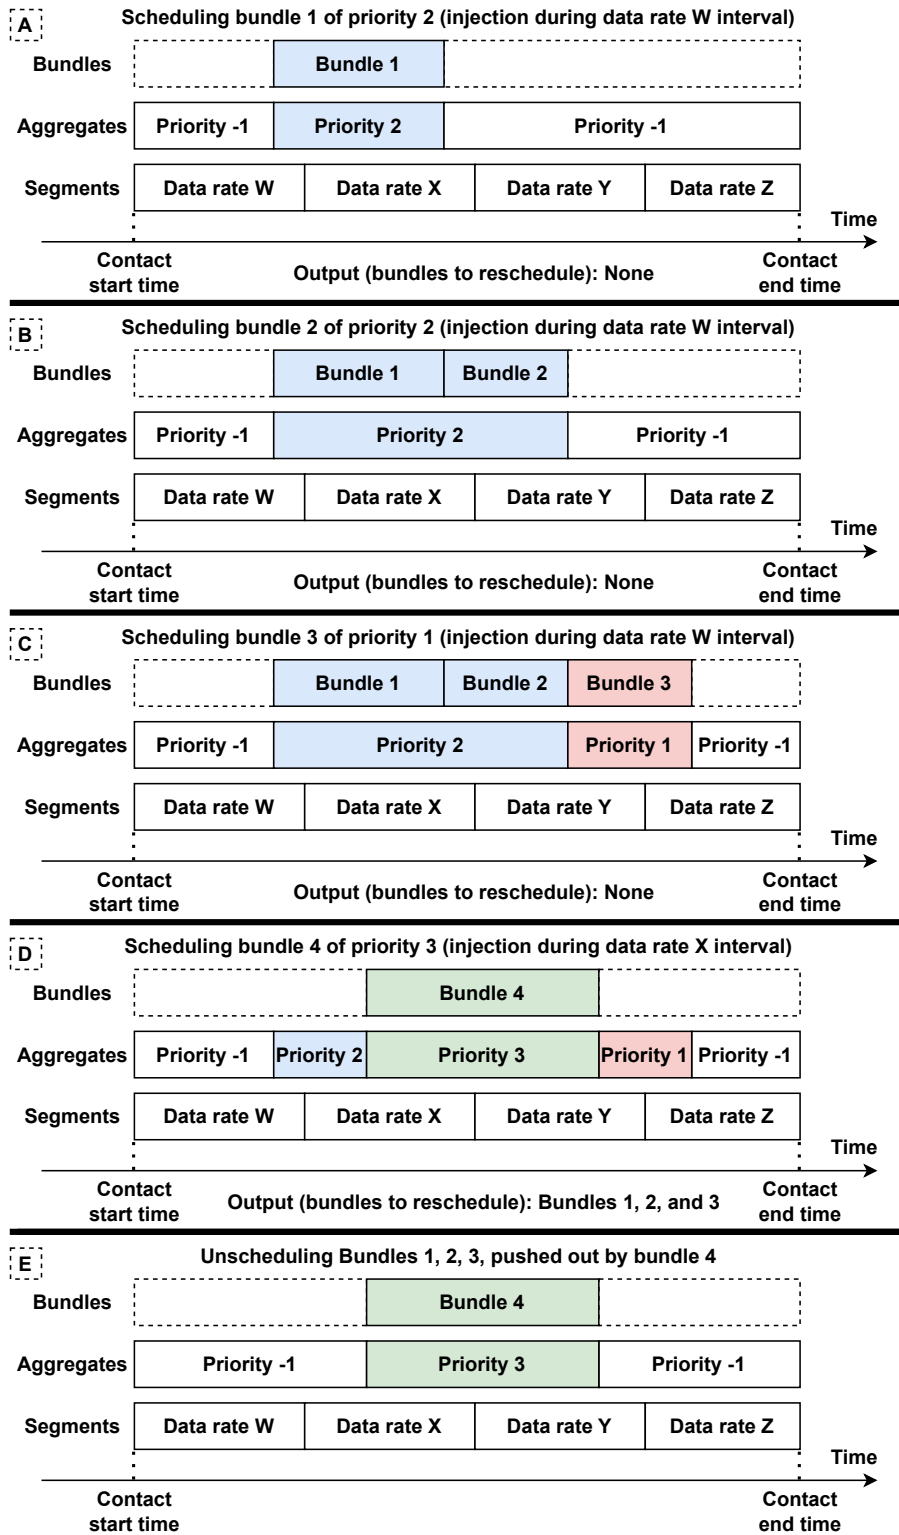 A
Scheduling bundle 1 of priority 2 (injection during data rate W interval)
Bundles
Bundle 1
Aggregates
Priority -1
Priority 2
Priority -1
Segments
Data rate W
Data rate X
Data rate Y
Data rate Z
Time
Contact
start time
Output (bundles to reschedule): None
Contact
end time
B
Scheduling bundle 2 of priority 2 (injection during data rate W interval)
Bundles
Bundle 1
Bundle 2
Aggregates
Priority -1
Priority 2
Priority -1
Segments
Data rate W
Data rate X
Data rate Y
Data rate Z
Time
Contact
start time
Output (bundles to reschedule): None
Contact
end time
C
Scheduling bundle 3 of priority 1 (injection during data rate W interval)
Bundles
Bundle 1
Bundle 2
Bundle 3
Aggregates
Priority -1
Priority 2
Priority 1
Priority -1
Segments
Data rate W
Data rate X
Data rate Y
Data rate Z
Time
Contact
start time
Output (bundles to reschedule): None
Contact
end time
D
Scheduling bundle 4 of priority 3 (injection during data rate X interval)
Bundles
Bundle 4
Aggregates
Priority -1
Priority 2
Priority 3
Priority 1
Priority -1
Segments
Data rate W
Data rate X
Data rate Y
Data rate Z
Time
Contact
start time
Output (bundles to reschedule): Bundles 1, 2, and 3
Contact
end time
E
Unscheduling Bundles 1, 2, 3, pushed out by bundle 4
Bundles
Bundle 4
Aggregates
Priority -1
Priority 3
Priority -1
Segments
Data rate W
Data rate X
Data rate Y
Data rate Z
Time
Contact
start time
Contact
end time